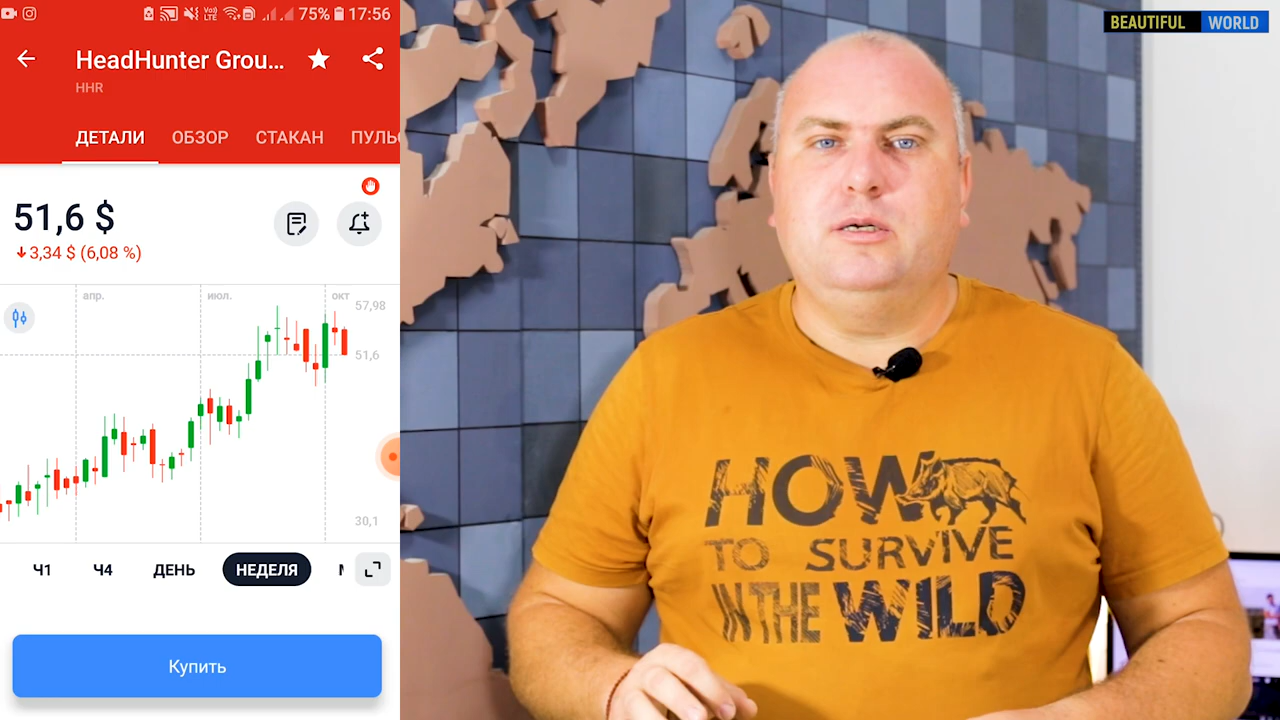 75% 17:56
HeadHunter Grou...
HHR
ДЕТАЛИ ОБЗОР СТАКАН ПУЛЬС
51,6 $
3,34 $ (6,08 %)
апр. июл. окт
57,98
51,6
30,1
Ч1 Ч4 ДЕНЬ НЕДЕЛЯ
Купить
BEAUTIFUL WORLD
HOW
TO SURVIVE
IN THE WILD